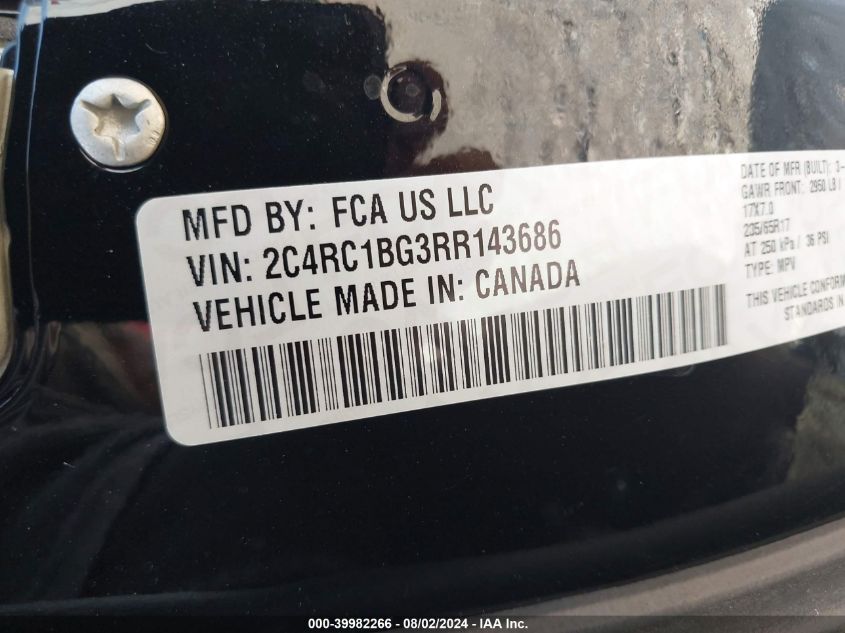 MFD BY: FCA US LLC
VIN: 2C4RC1BG3RR143686
VEHICLE MADE IN: CANADA
DATE OF MFR (BUILT): 3-
GAWR FRONT: 2950 LB
17X7.0
235/65R17
AT 250 kPa / 36 PSI
TYPE: MPV
THIS VEHICLE CONFORM
STANDARDS IN
000-39982266 - 08/02/2024 - IAA Inc.